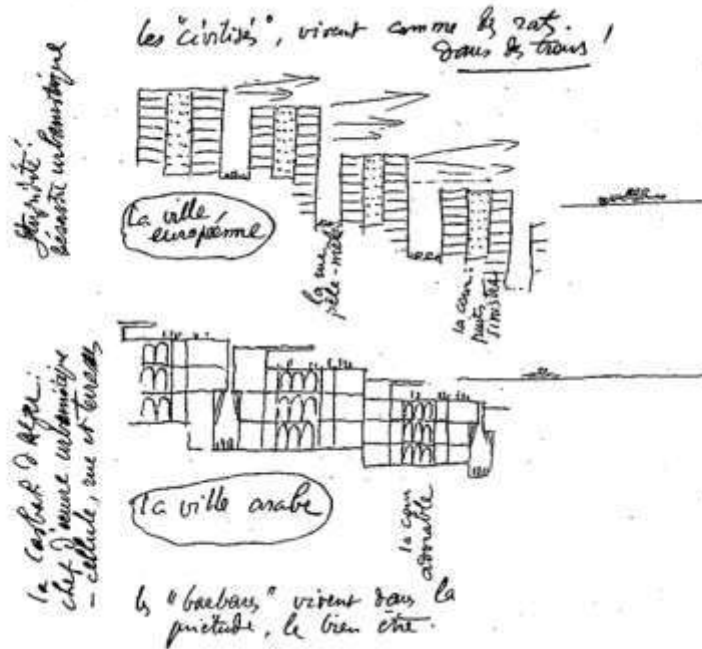 les "civilisés", vivent comme les rats
dans des trous !
Stupidité !
désastre urbanistique
la ville
européenne
la rue
pêle-mêle
la cour:
puits
sinistres
la Casbah d'Alger:
chef d'œuvre urbanistique
– cellule, rue et terrasses
la ville arabe
la cour
adorable
les "barbares" vivent dans la
quiétude, le bien être.